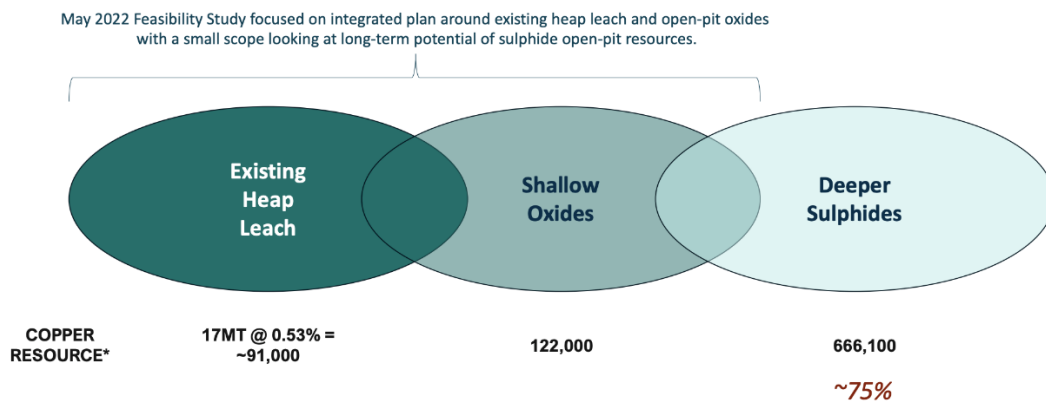 May 2022 Feasibility Study focused on integrated plan around existing heap leach and open-pit oxides
with a small scope looking at long-term potential of sulphide open-pit resources.
Existing
Heap
Leach
Shallow
Oxides
Deeper
Sulphides
COPPER
RESOURCE*
17MT @ 0.53% =
~91,000
122,000
666,100
~75%